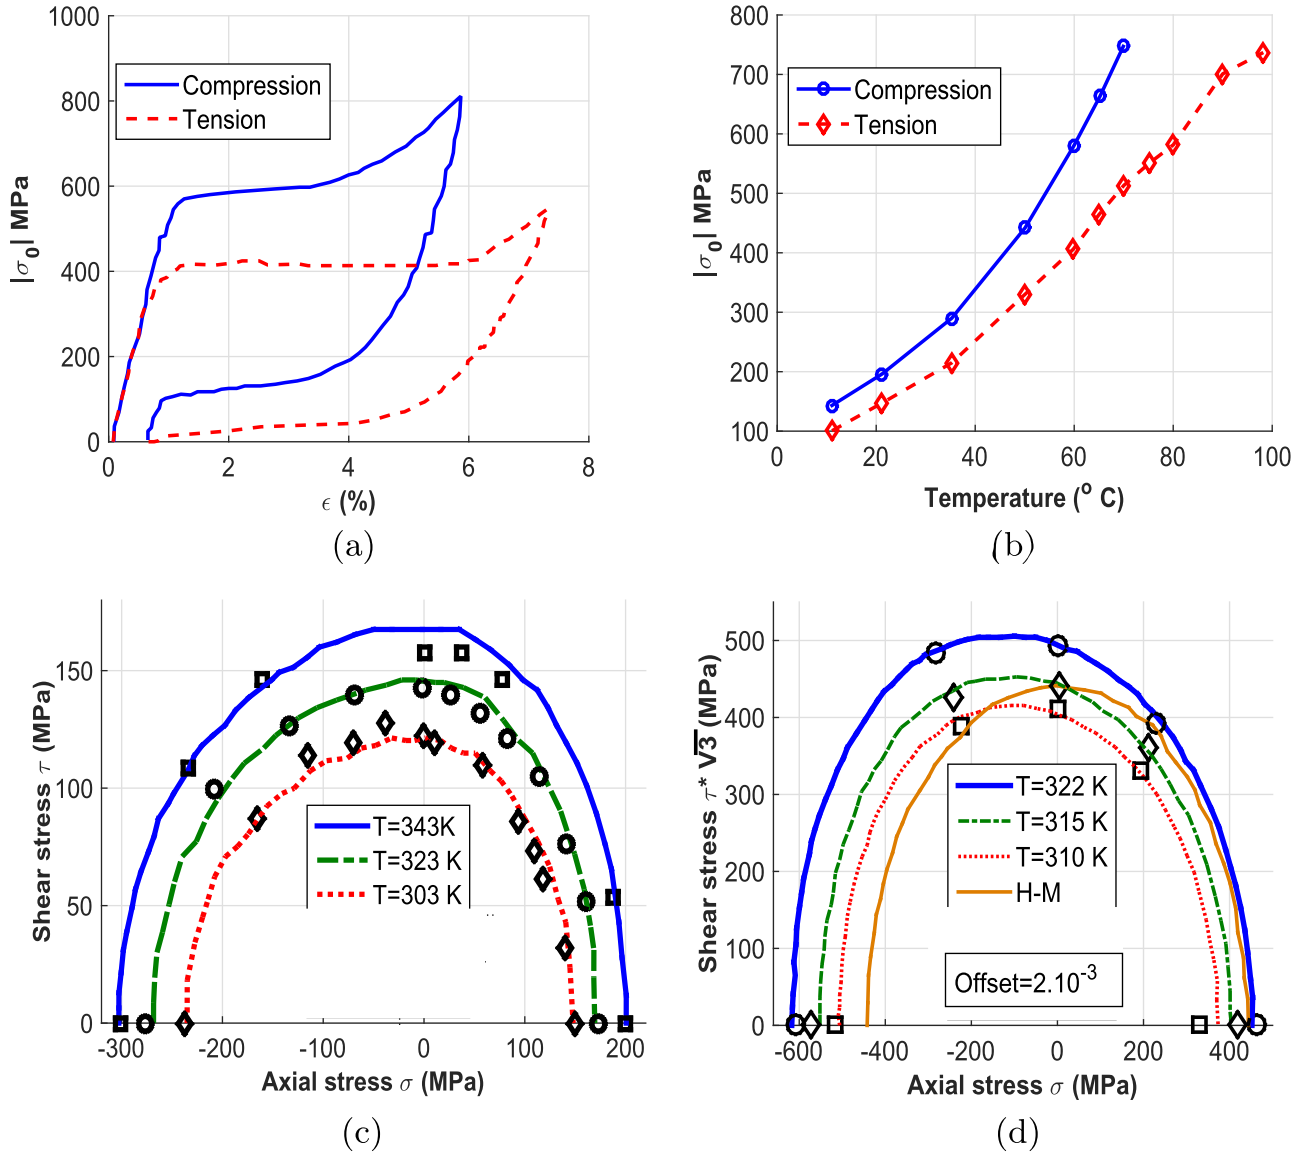 1000
800
600
400
200
0
|σ₀| MPa
Compression
Tension
0 2 4 6 8
ϵ (%)
(a)
800
700
600
500
400
300
200
100
|σ₀| MPa
Compression
Tension
0 20 40 60 80 100
Temperature (° C)
(b)
150
100
50
0
Shear stress τ (MPa)
T=343K
T=323 K
T=303 K
-300 -200 -100 0 100 200
Axial stress σ (MPa)
(c)
500
400
300
200
100
0
Shear stress τ* √3 (MPa)
T=322 K
T=315 K
T=310 K
H-M
Offset=2.10⁻³
-600 -400 -200 0 200 400
Axial stress σ (MPa)
(d)